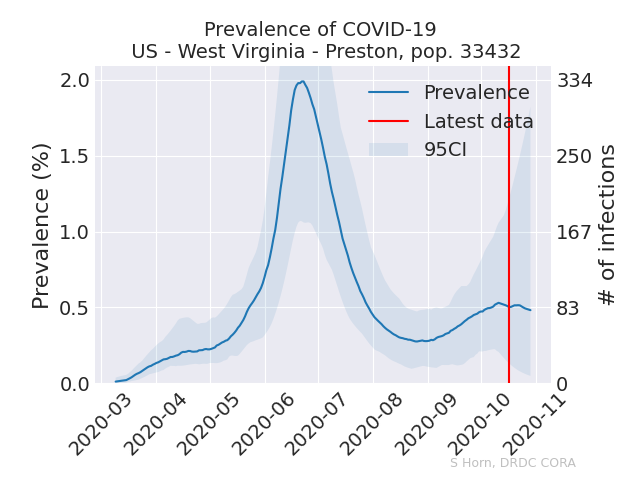 Prevalence of COVID-19
US - West Virginia - Preston, pop. 33432
Prevalence (%)
2.0
1.5
1.0
0.5
0.0
334
250
167
83
0
# of infections
Prevalence
Latest data
95CI
2020-03
2020-04
2020-05
2020-06
2020-07
2020-08
2020-09
2020-10
2020-11
S Horn, DRDC CORA